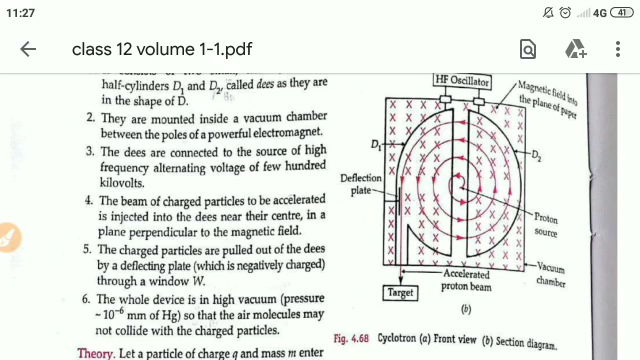 11:27
4G 41
class 12 volume 1-1.pdf
half-cylinders D₁ and D₂, called dees as they are
in the shape of D.
2. They are mounted inside a vacuum chamber
between the poles of a powerful electromagnet.
3. The dees are connected to the source of high
frequency alternating voltage of few hundred
kilovolts.
4. The beam of charged particles to be accelerated
is injected into the dees near their centre, in a
plane perpendicular to the magnetic field.
5. The charged particles are pulled out of the dees
by a deflecting plate (which is negatively charged)
through a window W.
6. The whole device is in high vacuum (pressure
~ 10⁻⁶ mm of Hg) so that the air molecules may
not collide with the charged particles.
Theory. Let a particle of charge q and mass m enter
HF Oscillator
Magnetic field into
the plane of paper
D₁
D₂
Deflection
plate
Proton
source
Vacuum
chamber
Accelerated
proton beam
Target
(b)
Fig. 4.68 Cyclotron (a) Front view (b) Section diagram.